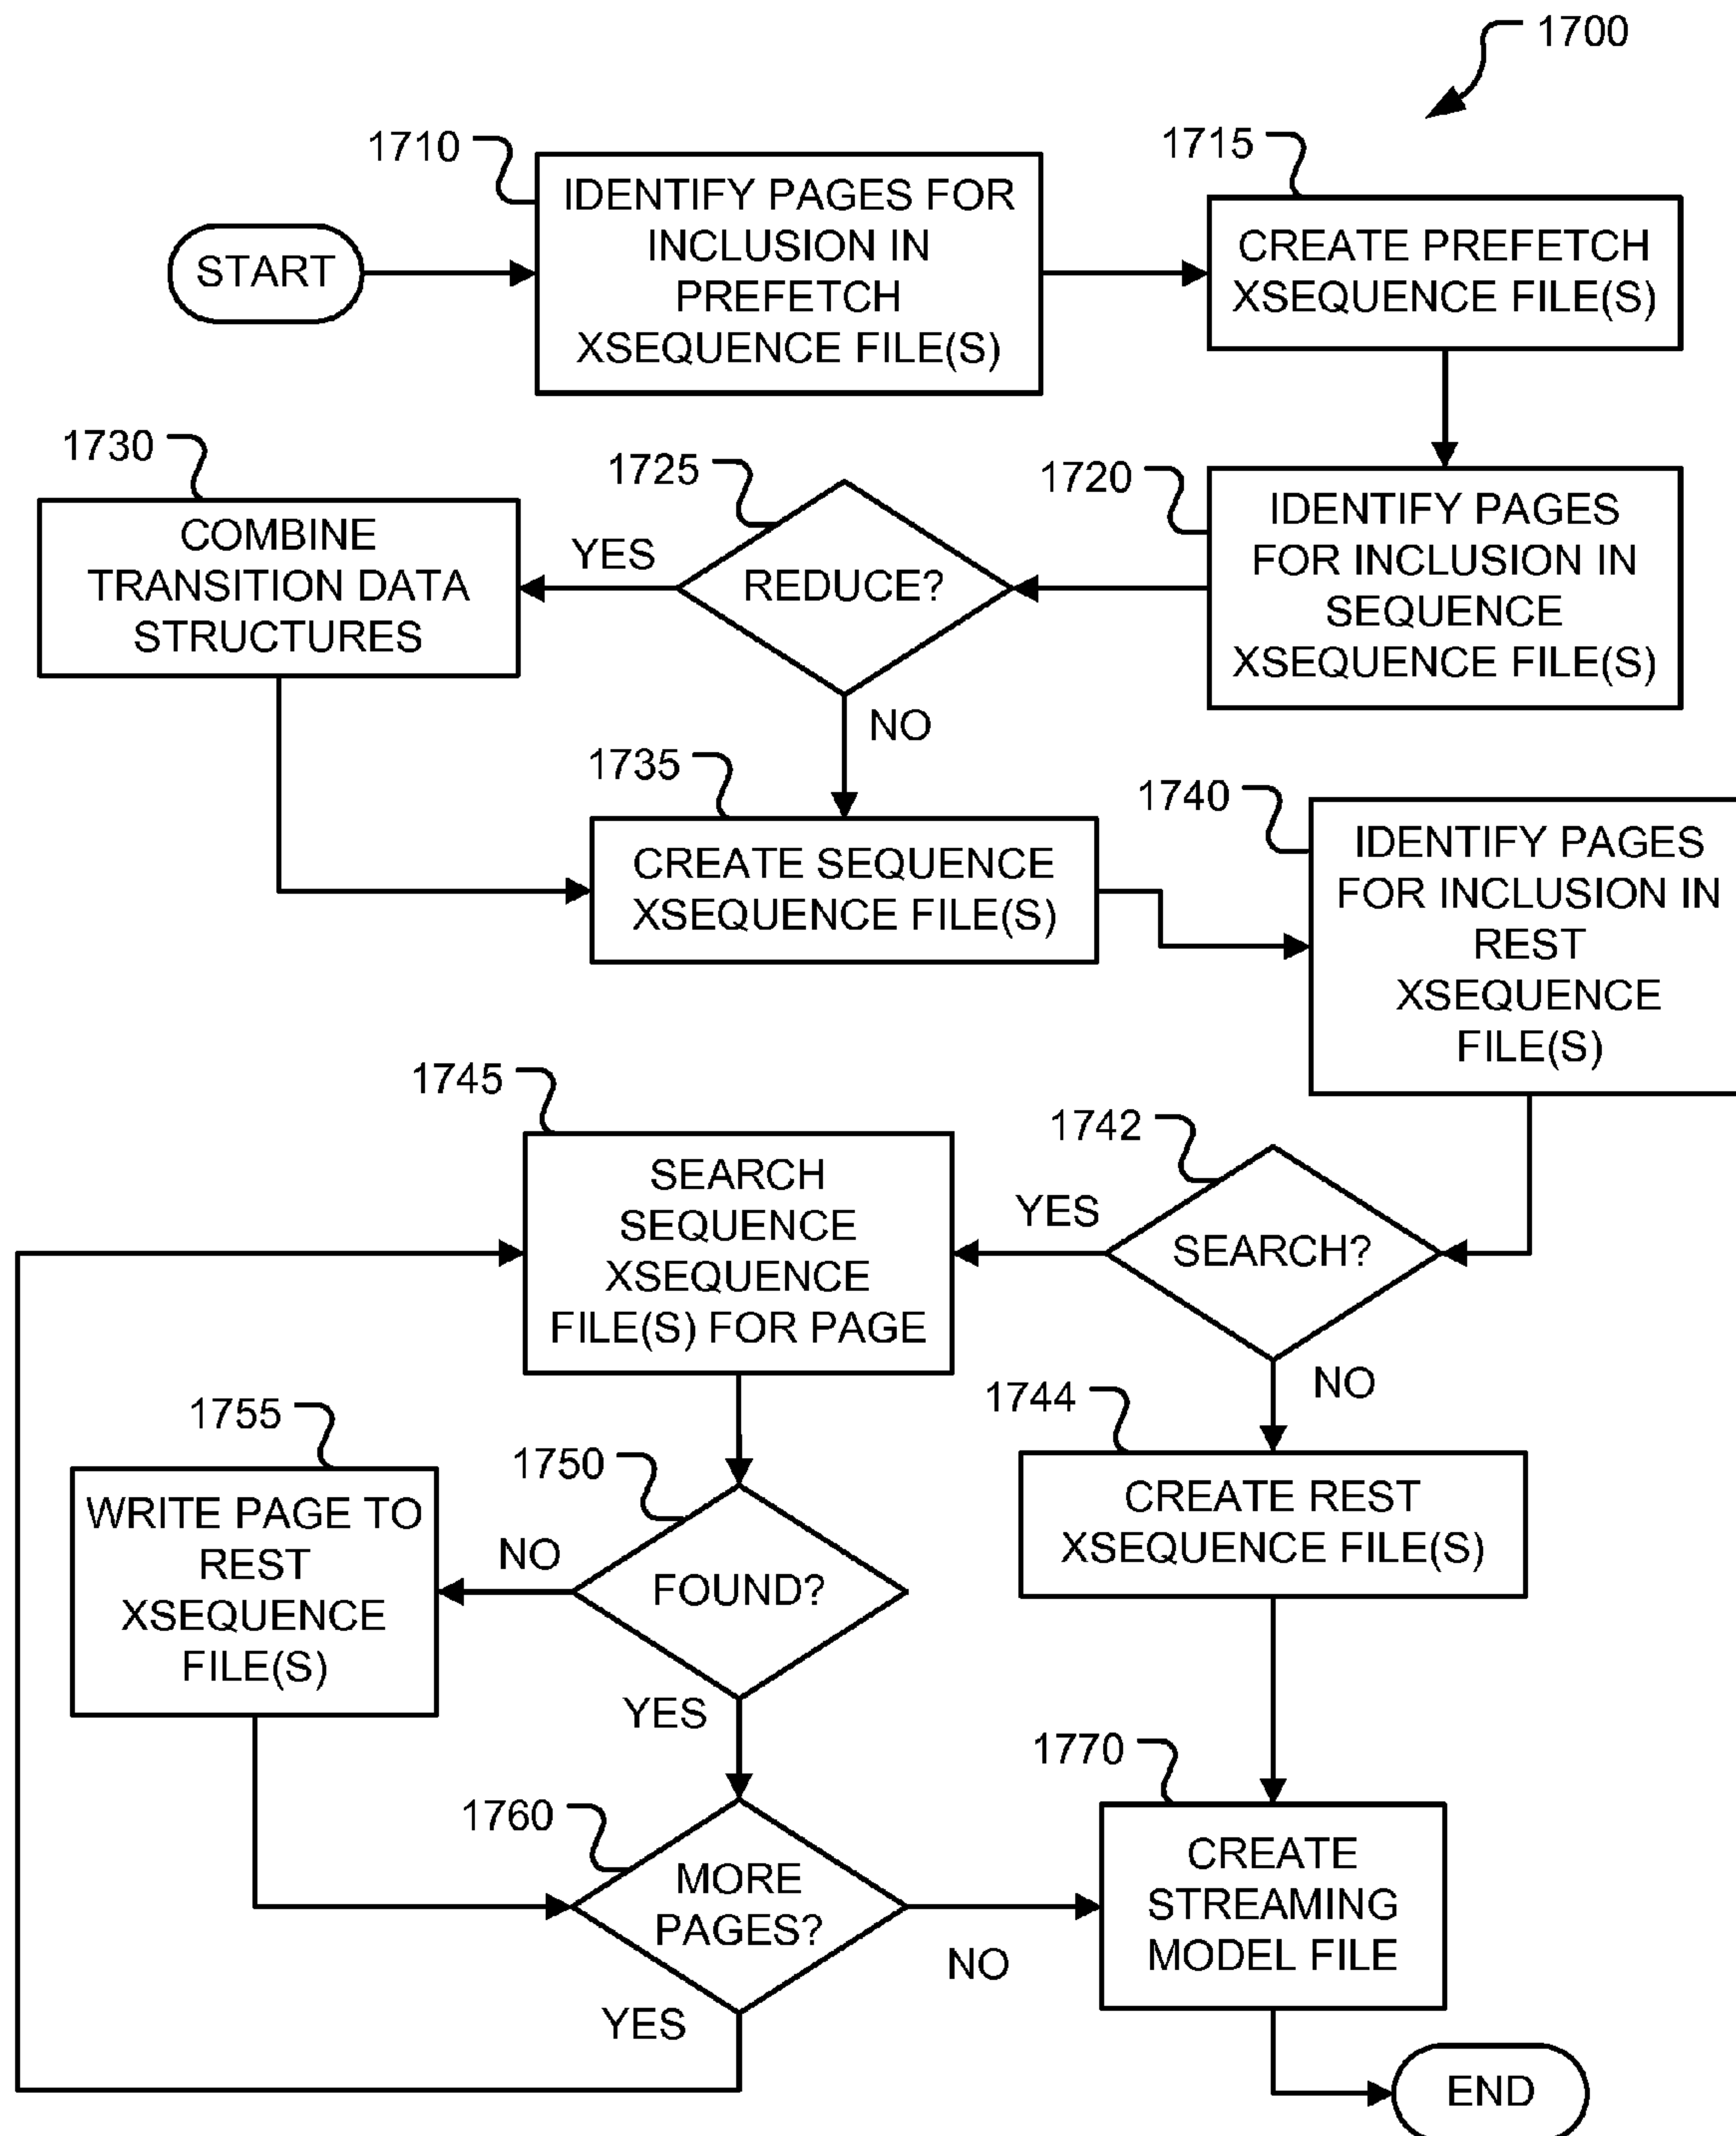 1700
1710
IDENTIFY PAGES FOR
INCLUSION IN
PREFETCH
XSEQUENCE FILE(S)
1715
CREATE PREFETCH
XSEQUENCE FILE(S)
START
1730
COMBINE
TRANSITION DATA
STRUCTURES
YES
1725
REDUCE?
NO
1720
IDENTIFY PAGES
FOR INCLUSION IN
SEQUENCE
XSEQUENCE FILE(S)
1735
CREATE SEQUENCE
XSEQUENCE FILE(S)
1740
IDENTIFY PAGES
FOR INCLUSION IN
REST
XSEQUENCE
FILE(S)
1745
SEARCH
SEQUENCE
XSEQUENCE
FILE(S) FOR PAGE
YES
1742
SEARCH?
NO
1744
CREATE REST
XSEQUENCE FILE(S)
1755
WRITE PAGE TO
REST
XSEQUENCE
FILE(S)
NO
1750
FOUND?
YES
1760
MORE
PAGES?
NO
YES
1770
CREATE
STREAMING
MODEL FILE
END